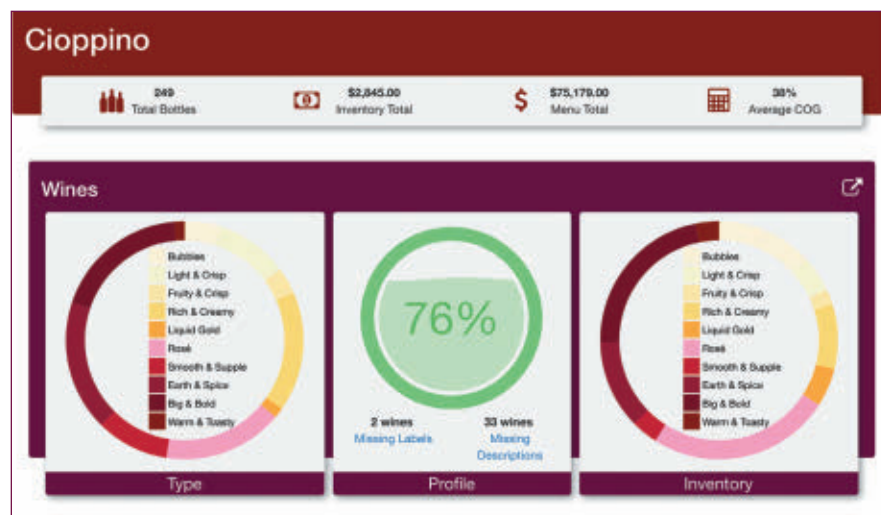 Cioppino
249
Total Bottles
$2,845.00
Inventory Total
$75,179.00
Menu Total
38%
Average COG
Wines
Bubbles
Light & Crisp
Fruity & Crisp
Rich & Creamy
Liquid Gold
Rosé
Smooth & Supple
Earth & Spice
Big & Bold
Warm & Toasty
Type
76%
2 wines
Missing Labels
33 wines
Missing
Descriptions
Profile
Bubbles
Light & Crisp
Fruity & Crisp
Rich & Creamy
Liquid Gold
Rosé
Smooth & Supple
Earth & Spice
Big & Bold
Warm & Toasty
Inventory